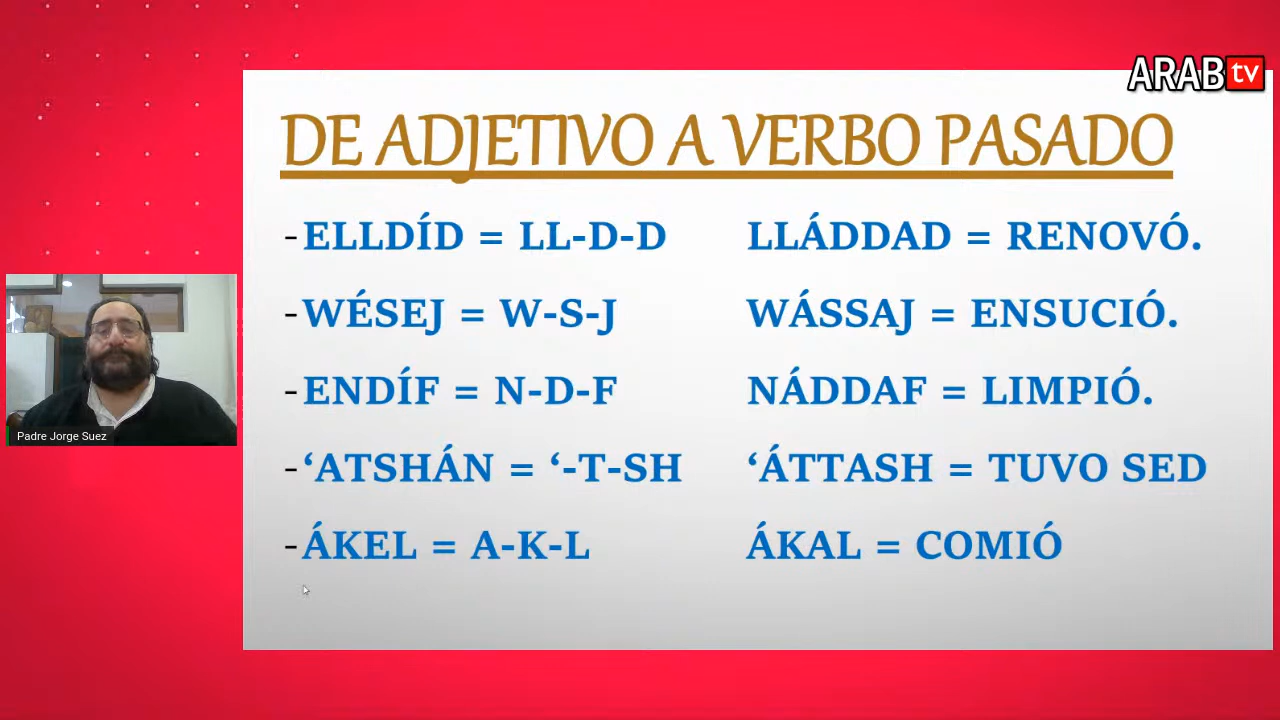 ARABtv
DE ADJETIVO A VERBO PASADO
-ELLDÍD = LL-D-D LLÁDDAD = RENOVÓ.
-WÉSEJ = W-S-J WÁSSAJ = ENSUCIÓ.
-ENDÍF = N-D-F NÁDDAF = LIMPIÓ.
-‘ATSHÁN = ‘-T-SH ‘ÁTTASH = TUVO SED
-ÁKEL = A-K-L ÁKAL = COMIÓ
Padre Jorge Suez